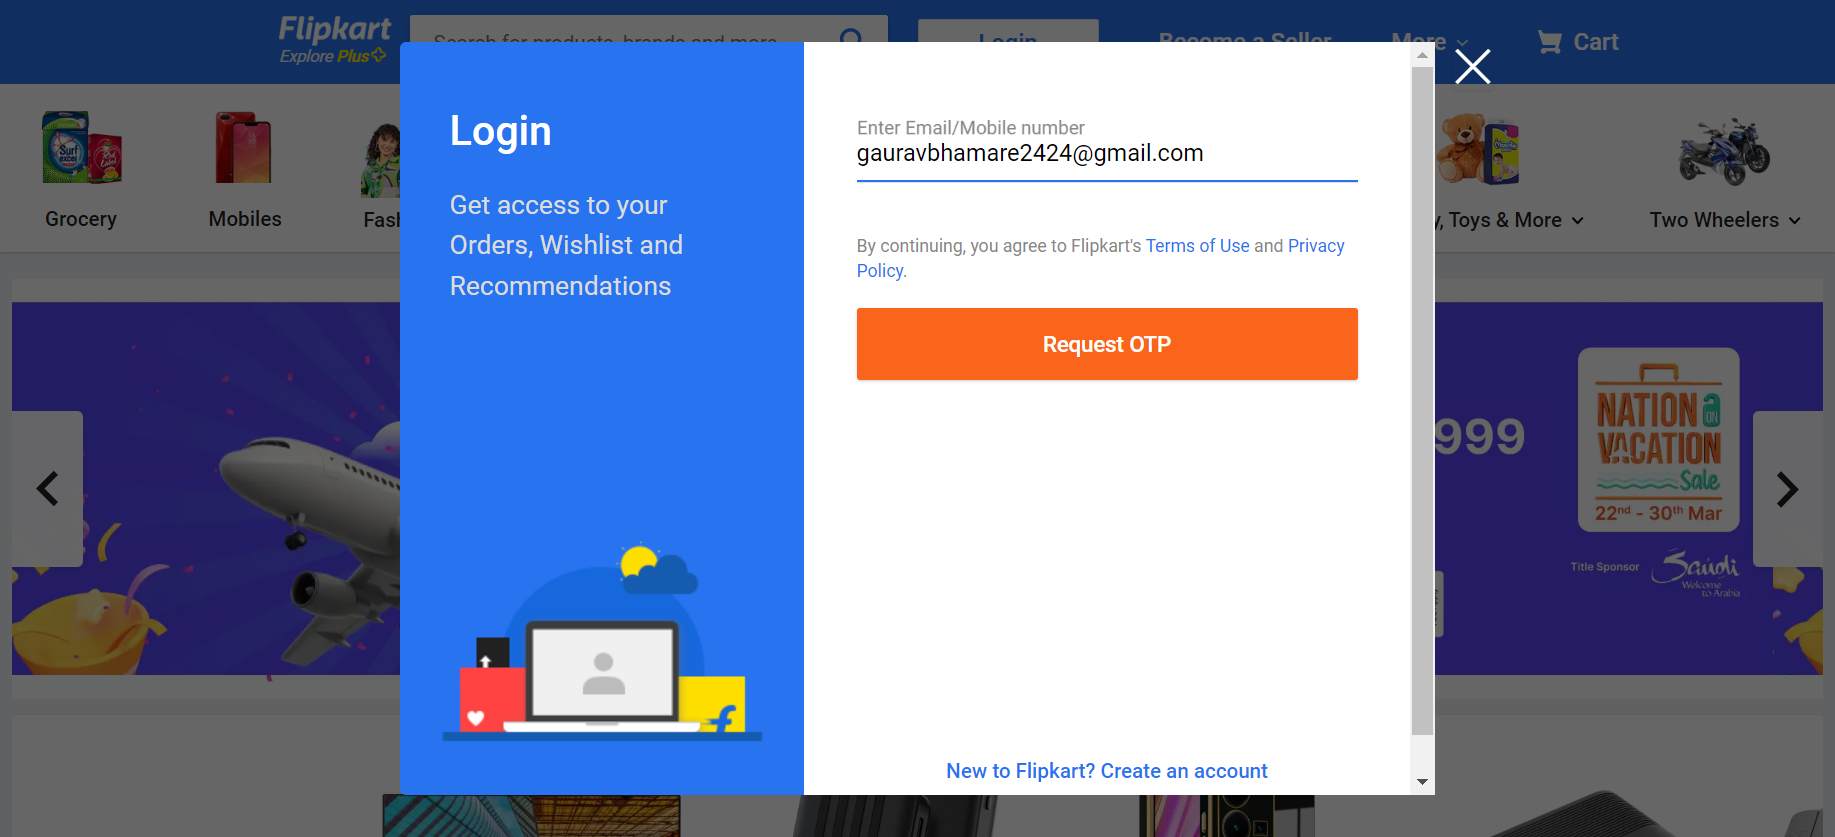 Flipkart
Explore Plus
Search for products, brands and more
Login
Become a Seller
More
Cart
Login
Get access to your
Orders, Wishlist and
Recommendations
Enter Email/Mobile number
gauravbhamare2424@gmail.com
By continuing, you agree to Flipkart's Terms of Use and Privacy
Policy.
Request OTP
New to Flipkart? Create an account
Surf
excel
Grocery
Mobiles
Fas
, Toys & More
Two Wheelers
999
NATION
ON
VACATION
Sale
22nd - 30th Mar
Title Sponsor
Saudi
Welcome
to Arabia